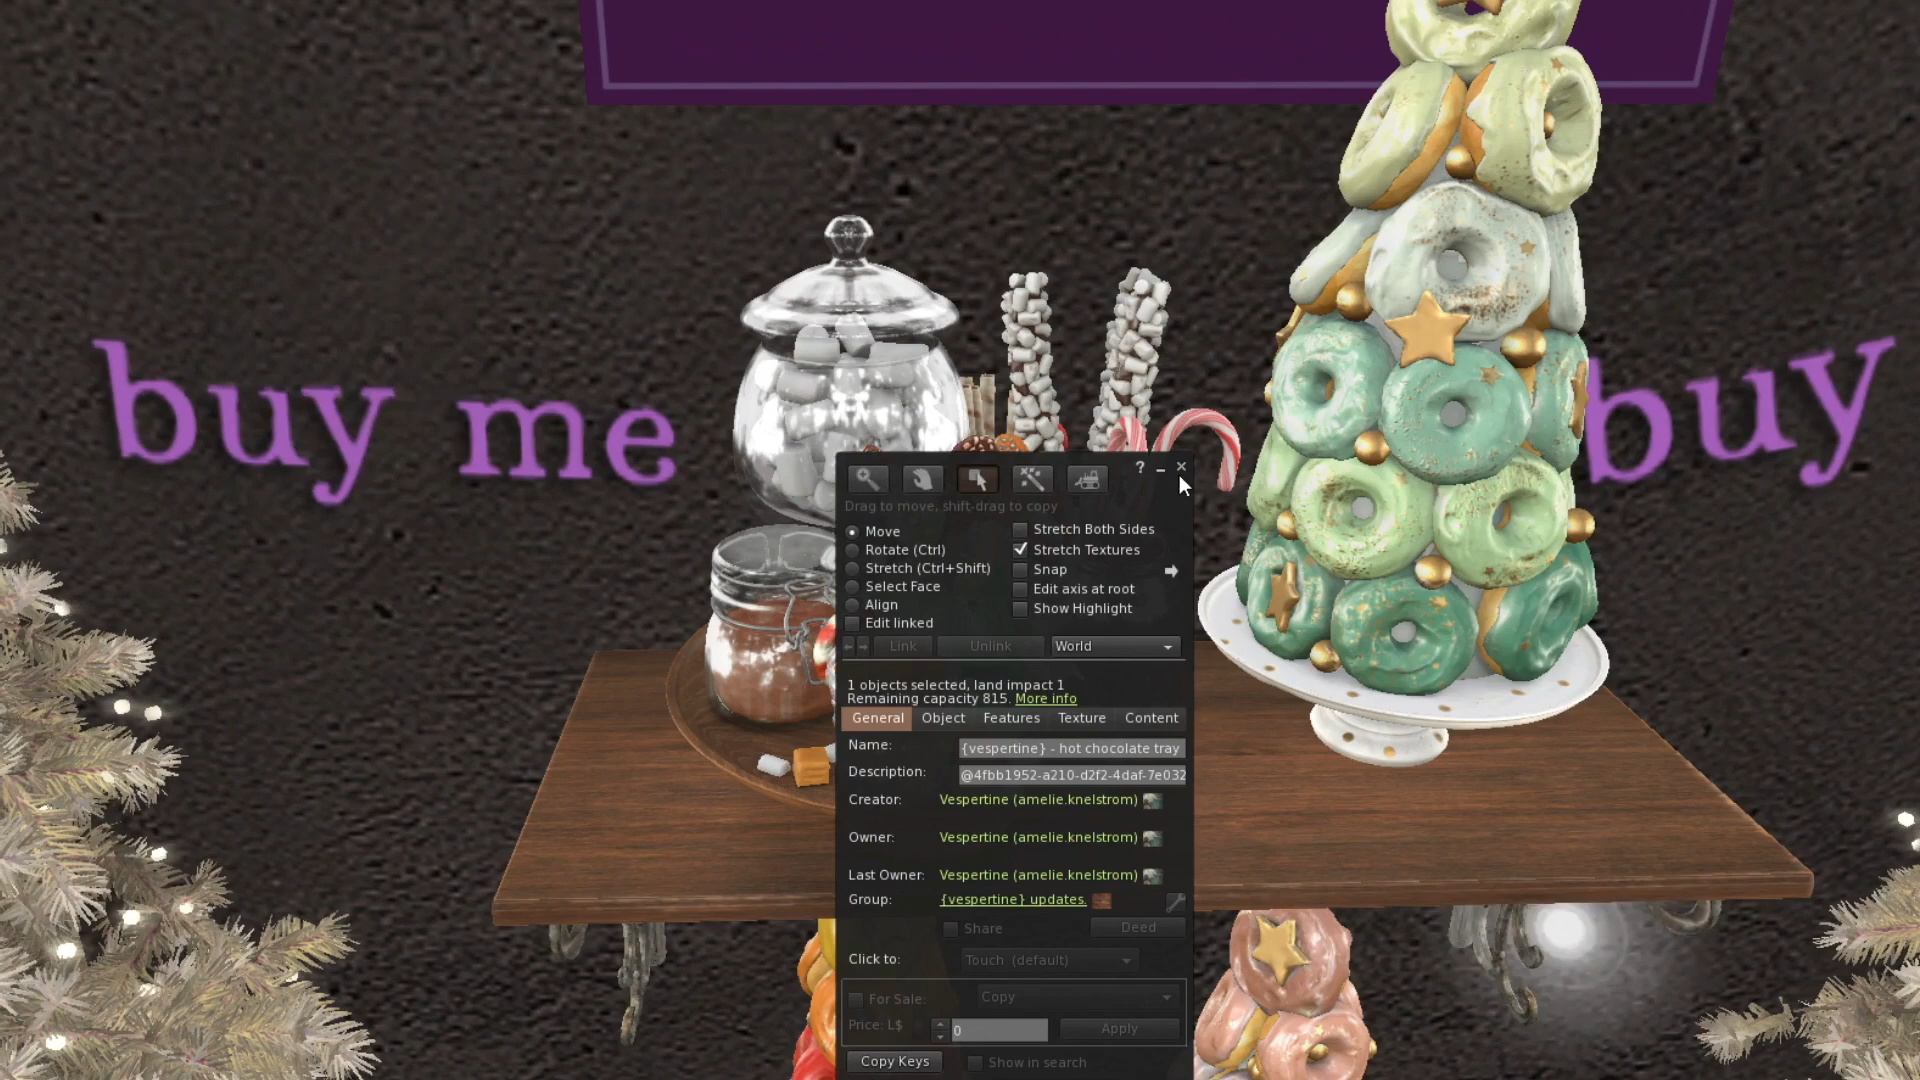 buy me
buy
? _ ×
Drag to move, shift-drag to copy
Move
Rotate (Ctrl)
Stretch (Ctrl+Shift)
Select Face
Align
Edit linked
Stretch Both Sides
Stretch Textures
Snap
Edit axis at root
Show Highlight
Link Unlink World
1 objects selected, land impact 1
Remaining capacity 815. More info
General Object Features Texture Content
Name: {vespertine} - hot chocolate tray
Description: @4fbb1952-a210-d2f2-4daf-7e032
Creator: Vespertine (amelie.knelstrom)
Owner: Vespertine (amelie.knelstrom)
Last Owner: Vespertine (amelie.knelstrom)
Group: {vespertine} updates.
Share Deed
Click to: Touch (default)
For Sale: Copy
Price: L$ 0 Apply
Copy Keys Show in search